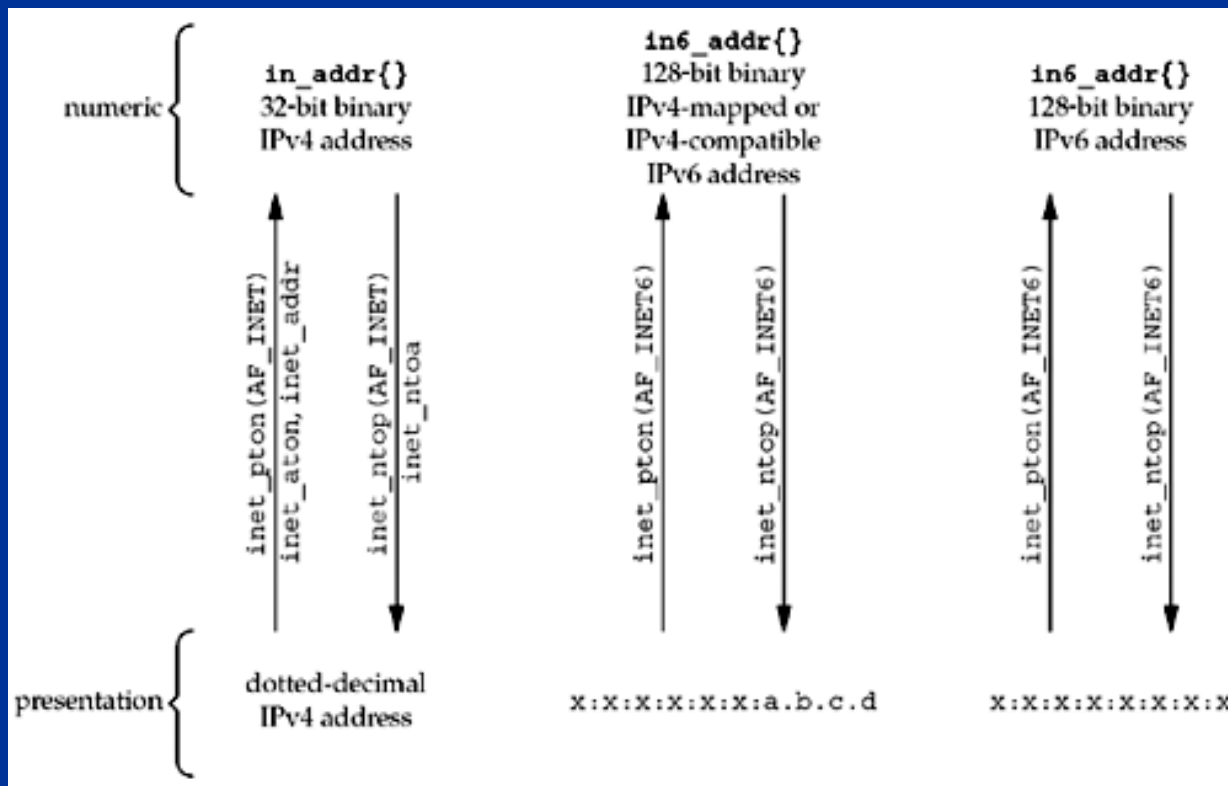 numeric
in_addr{}
32-bit binary
IPv4 address
in6_addr{}
128-bit binary
IPv4-mapped or
IPv4-compatible
IPv6 address
in6_addr{}
128-bit binary
IPv6 address
inet_pton(AF_INET)
inet_aton, inet_addr
inet_ntop(AF_INET)
inet_ntoa
inet_pton(AF_INET6)
inet_ntop(AF_INET6)
inet_pton(AF_INET6)
inet_ntop(AF_INET6)
presentation
dotted-decimal
IPv4 address
x:x:x:x:x:x:a.b.c.d
x:x:x:x:x:x:x:x